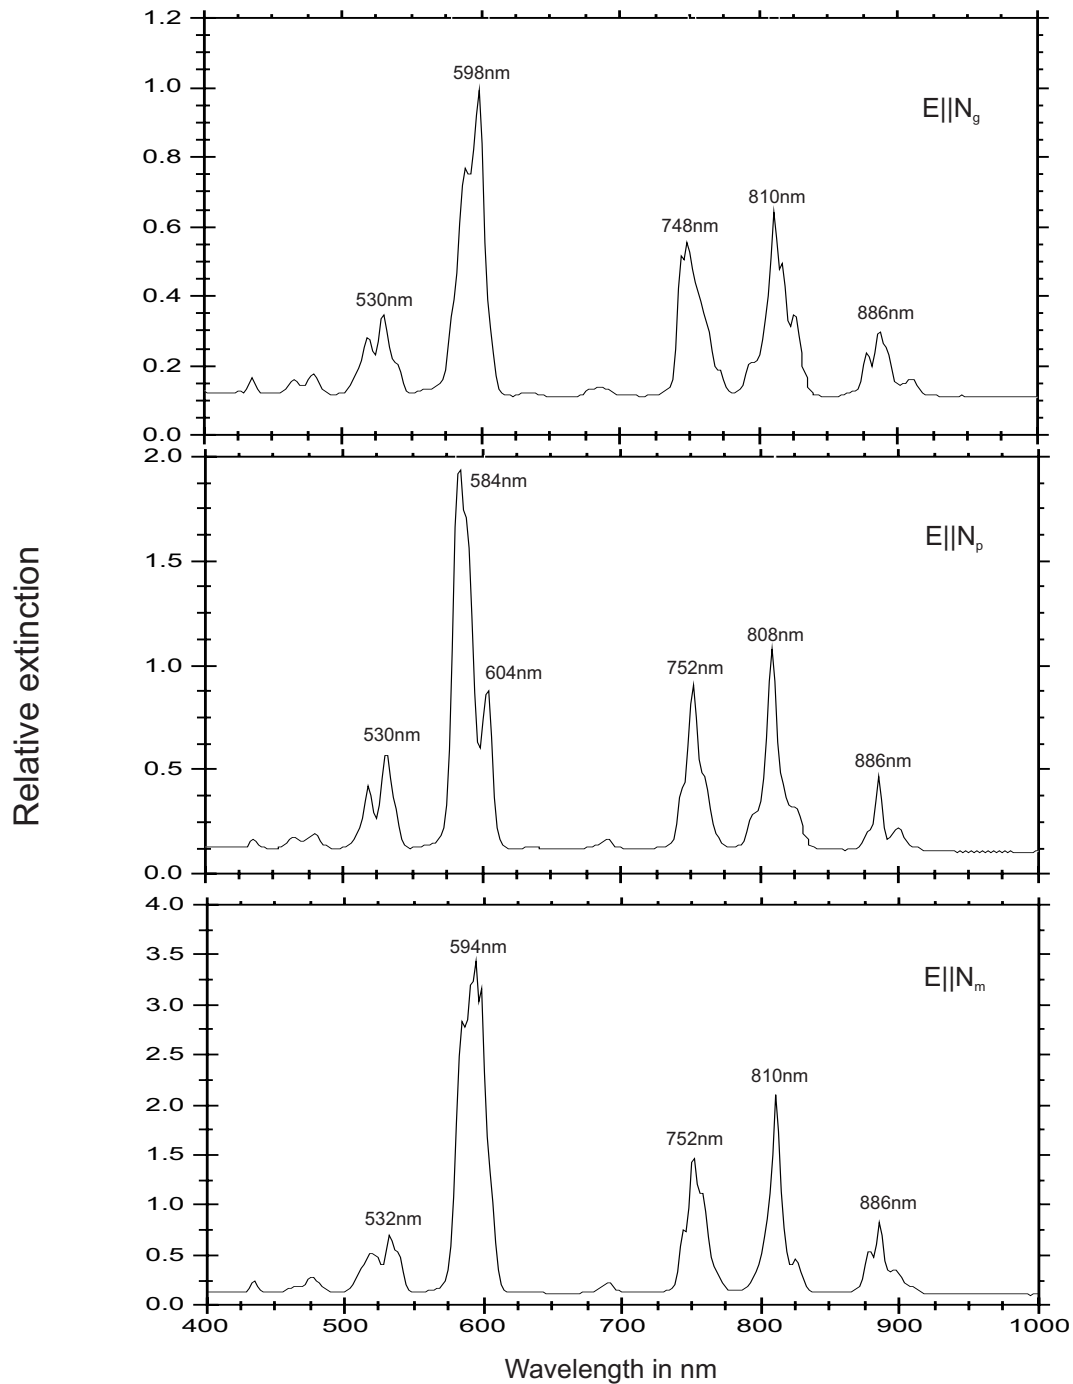 Relative extinction
1.2
1.0
0.8
0.6
0.4
0.2
0.0
598nm
E||Ng
810nm
748nm
530nm
886nm
2.0
1.5
1.0
0.5
0.0
584nm
E||Np
808nm
752nm
604nm
530nm
886nm
4.0
3.5
3.0
2.5
2.0
1.5
1.0
0.5
0.0
594nm
E||Nm
810nm
752nm
532nm
886nm
400 500 600 700 800 900 1000
Wavelength in nm